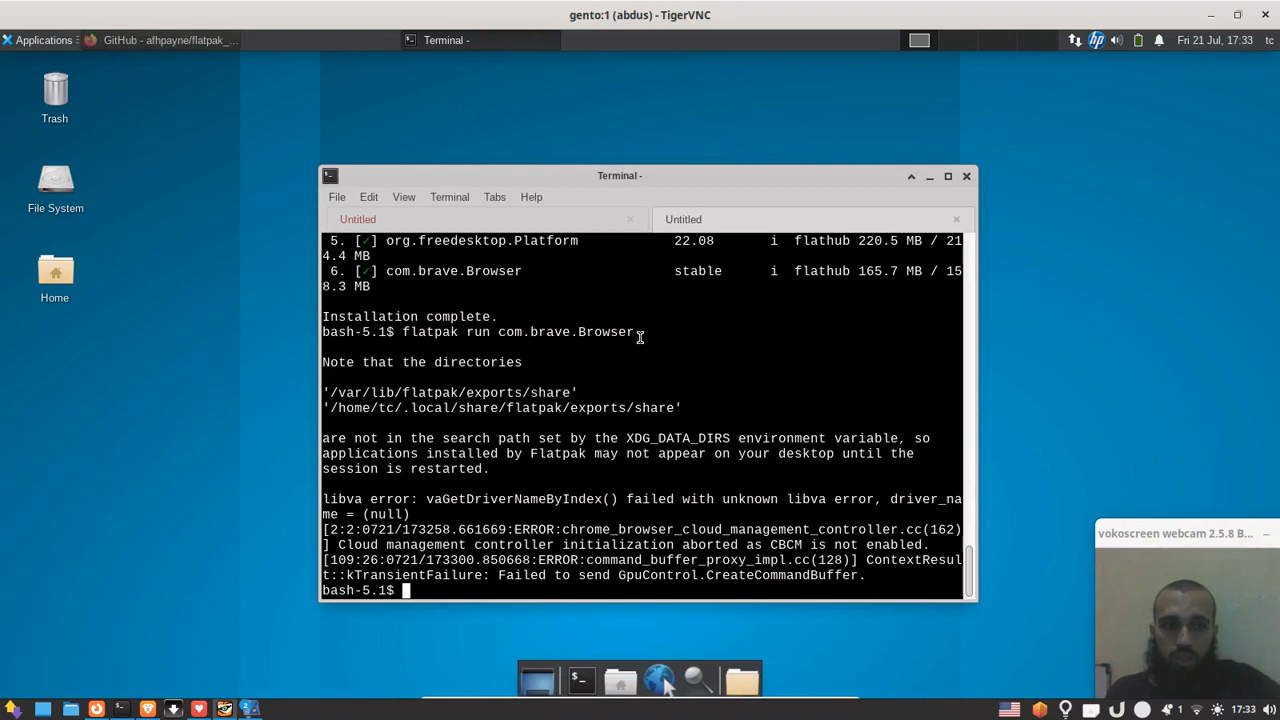 gento:1 (abdus) - TigerVNC
Applications
GitHub - afhpayne/flatpak_...
Terminal -
Fri 21 Jul, 17:33
tc
Trash
File System
Home
Terminal -
File Edit View Terminal Tabs Help
Untitled
Untitled
5. [✓] org.freedesktop.Platform 22.08 i flathub 220.5 MB / 21
4.4 MB
6. [✓] com.brave.Browser stable i flathub 165.7 MB / 15
8.3 MB
Installation complete.
bash-5.1$ flatpak run com.brave.Browser
Note that the directories
'/var/lib/flatpak/exports/share'
'/home/tc/.local/share/flatpak/exports/share'
are not in the search path set by the XDG_DATA_DIRS environment variable, so
applications installed by Flatpak may not appear on your desktop until the
session is restarted.
libva error: vaGetDriverNameByIndex() failed with unknown libva error, driver_na
me = (null)
[2:2:0721/173258.661669:ERROR:chrome_browser_cloud_management_controller.cc(162)
] Cloud management controller initialization aborted as CBCM is not enabled.
[109:26:0721/173300.850668:ERROR:command_buffer_proxy_impl.cc(128)] ContextResul
t::kTransientFailure: Failed to send GpuControl.CreateCommandBuffer.
bash-5.1$
vokoscreen webcam 2.5.8 B...
1
17:33